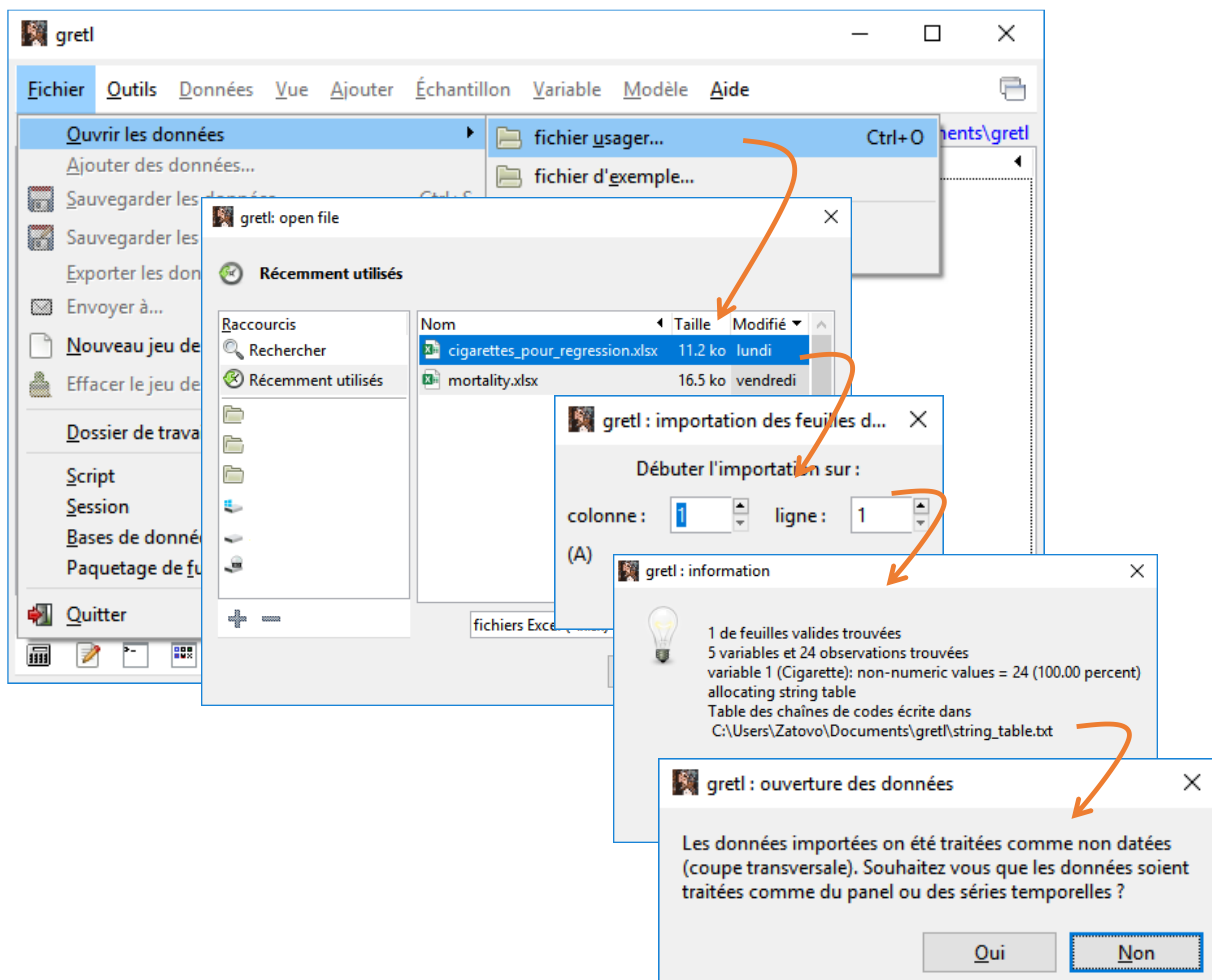 gretl
Fichier Outils Données Vue Ajouter Échantillon Variable Modèle Aide
Ouvrir les données
fichier usager... Ctrl+O
ments\gretl
Ajouter des données...
fichier d'exemple...
Sauvegarder les données Ctrl+S
Sauvegarder les
Exporter les don
Envoyer à...
Nouveau jeu de
Effacer le jeu de
Dossier de trava
Script
Session
Bases de donné
Paquetage de fu
Quitter
gretl: open file
Récemment utilisés
Raccourcis
Rechercher
Récemment utilisés
Nom Taille Modifié
cigarettes_pour_regression.xlsx 11.2 ko lundi
mortality.xlsx 16.5 ko vendredi
fichiers Excel
gretl : importation des feuilles d...
Débuter l'importation sur :
colonne : 1 ligne : 1
(A)
gretl : information
1 de feuilles valides trouvées
5 variables et 24 observations trouvées
variable 1 (Cigarette): non-numeric values = 24 (100.00 percent)
allocating string table
Table des chaînes de codes écrite dans
C:\Users\Zatovo\Documents\gretl\string_table.txt
gretl : ouverture des données
Les données importées on été traitées comme non datées
(coupe transversale). Souhaitez vous que les données soient
traitées comme du panel ou des séries temporelles ?
Oui Non